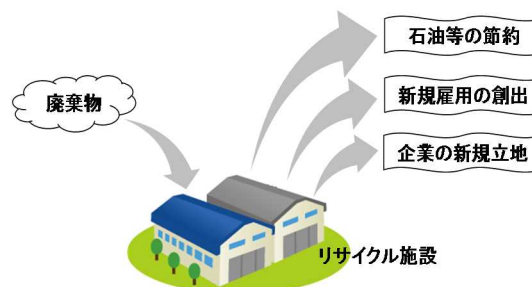 石油等の節約
廃棄物
新規雇用の創出
企業の新規立地
リサイクル施設